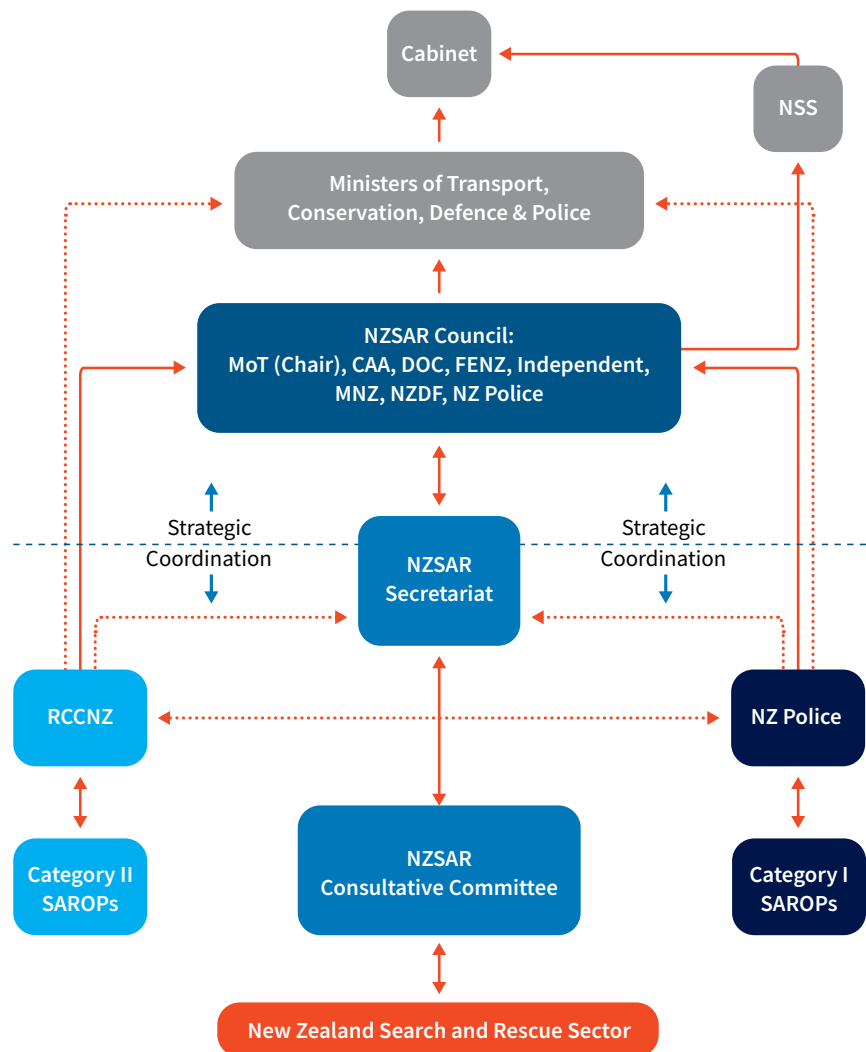 Cabinet
NSS
Ministers of Transport,
Conservation, Defence & Police
NZSAR Council:
MoT (Chair), CAA, DOC, FENZ, Independent,
MNZ, NZDF, NZ Police
Strategic
Coordination
Strategic
Coordination
NZSAR
Secretariat
RCCNZ
NZ Police
Category II
SAROPs
NZSAR
Consultative Committee
Category I
SAROPs
New Zealand Search and Rescue Sector